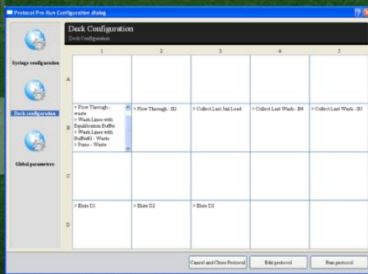 Protocol Pre-Run Configuration dialog
Deck Configuration
Deck Configuration
1 2 3 4 5
Syringe configuration
Deck configuration
Global parameters
A
B
> Flow Through - waste
> Wash Lines with Equilibration Buffer
> Wash Lines with Buffer#2 - Waste
> Pump - Waste
> Flow Through - B2
> Collect Last 3ml Load
> Collect Last Wash - B4
> Collect Last Wash - B5
C
D
> Elute D1
> Elute D2
> Elute D3
Cancel and Close Protocol
Edit protocol
Run protocol